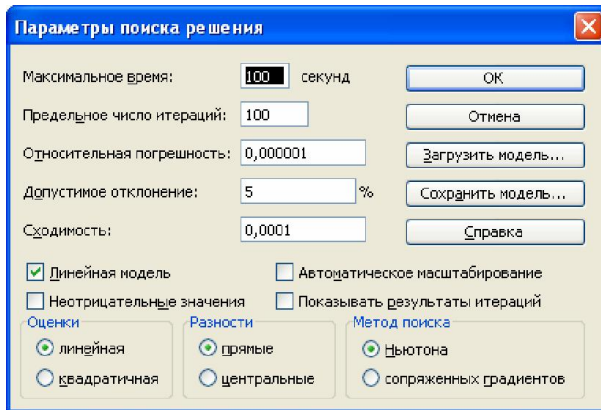 Параметры поиска решения
Максимальное время: 100 секунд ОК
Предельное число итераций: 100 Отмена
Относительная погрешность: 0,000001 Загрузить модель...
Допустимое отклонение: 5 % Сохранить модель...
Сходимость: 0,0001 Справка
Линейная модель Автоматическое масштабирование
Неотрицательные значения Показывать результаты итераций
Оценки Разности Метод поиска
линейная прямые Ньютона
квадратичная центральные сопряженных градиентов